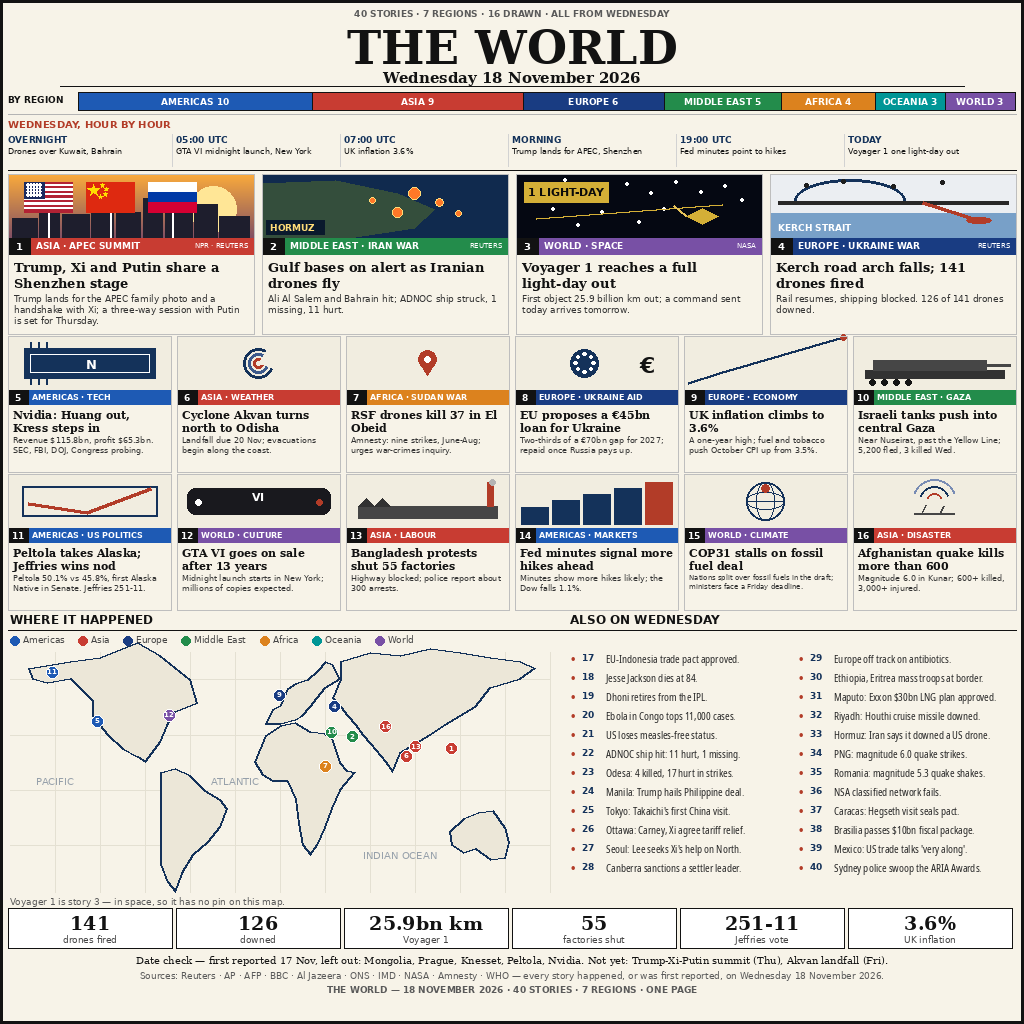 40 STORIES · 7 REGIONS · 16 DRAWN · ALL FROM WEDNESDAY
THE WORLD
Wednesday 18 November 2026
BY REGION
AMERICAS 10
ASIA 9
EUROPE 6
MIDDLE EAST 5
AFRICA 4
OCEANIA 3
WORLD 3
WEDNESDAY, HOUR BY HOUR
OVERNIGHT
Drones over Kuwait, Bahrain
05:00 UTC
GTA VI midnight launch, New York
07:00 UTC
UK inflation 3.6%
MORNING
Trump lands for APEC, Shenzhen
19:00 UTC
Fed minutes point to hikes
TODAY
Voyager 1 one light-day out
1 ASIA · APEC SUMMIT NPR · REUTERS
Trump, Xi and Putin share a
Shenzhen stage
Trump lands for the APEC family photo and a
handshake with Xi; a three-way session with Putin
is set for Thursday.
HORMUZ
2 MIDDLE EAST · IRAN WAR REUTERS
Gulf bases on alert as Iranian
drones fly
Ali Al Salem and Bahrain hit; ADNOC ship struck, 1
missing, 11 hurt.
1 LIGHT-DAY
3 WORLD · SPACE NASA
Voyager 1 reaches a full
light-day out
First object 25.9 billion km out; a command sent
today arrives tomorrow.
KERCH STRAIT
4 EUROPE · UKRAINE WAR REUTERS
Kerch road arch falls; 141
drones fired
Rail resumes, shipping blocked. 126 of 141 drones
downed.
N
5 AMERICAS · TECH
Nvidia: Huang out,
Kress steps in
Revenue $115.8bn, profit $65.3bn.
SEC, FBI, DOJ, Congress probing.
6 ASIA · WEATHER
Cyclone Akvan turns
north to Odisha
Landfall due 20 Nov; evacuations
begin along the coast.
7 AFRICA · SUDAN WAR
RSF drones kill 37 in El
Obeid
Amnesty: nine strikes, June-Aug;
urges war-crimes inquiry.
€
8 EUROPE · UKRAINE AID
EU proposes a €45bn
loan for Ukraine
Two-thirds of a €70bn gap for 2027;
repaid once Russia pays up.
9 EUROPE · ECONOMY
UK inflation climbs to
3.6%
A one-year high; fuel and tobacco
push October CPI up from 3.5%.
10 MIDDLE EAST · GAZA
Israeli tanks push into
central Gaza
Near Nuseirat, past the Yellow Line;
5,200 fled, 3 killed Wed.
11 AMERICAS · US POLITICS
Peltola takes Alaska;
Jeffries wins nod
Peltola 50.1% vs 45.8%, first Alaska
Native in Senate. Jeffries 251-11.
VI
12 WORLD · CULTURE
GTA VI goes on sale
after 13 years
Midnight launch starts in New York;
millions of copies expected.
13 ASIA · LABOUR
Bangladesh protests
shut 55 factories
Highway blocked; police report about
300 arrests.
14 AMERICAS · MARKETS
Fed minutes signal more
hikes ahead
Minutes show more hikes likely; the
Dow falls 1.1%.
15 WORLD · CLIMATE
COP31 stalls on fossil
fuel deal
Nations split over fossil fuels in the draft;
ministers face a Friday deadline.
16 ASIA · DISASTER
Afghanistan quake kills
more than 600
Magnitude 6.0 in Kunar; 600+ killed,
3,000+ injured.
WHERE IT HAPPENED
Americas
Asia
Europe
Middle East
Africa
Oceania
World
11
5
12
9
4
10
2
16
13
6
1
7
PACIFIC
ATLANTIC
INDIAN OCEAN
Voyager 1 is story 3 — in space, so it has no pin on this map.
ALSO ON WEDNESDAY
• 17 EU-Indonesia trade pact approved.
• 18 Jesse Jackson dies at 84.
• 19 Dhoni retires from the IPL.
• 20 Ebola in Congo tops 11,000 cases.
• 21 US loses measles-free status.
• 22 ADNOC ship hit: 11 hurt, 1 missing.
• 23 Odesa: 4 killed, 17 hurt in strikes.
• 24 Manila: Trump hails Philippine deal.
• 25 Tokyo: Takaichi's first China visit.
• 26 Ottawa: Carney, Xi agree tariff relief.
• 27 Seoul: Lee seeks Xi's help on North.
• 28 Canberra sanctions a settler leader.
• 29 Europe off track on antibiotics.
• 30 Ethiopia, Eritrea mass troops at border.
• 31 Maputo: Exxon $30bn LNG plan approved.
• 32 Riyadh: Houthi cruise missile downed.
• 33 Hormuz: Iran says it downed a US drone.
• 34 PNG: magnitude 6.0 quake strikes.
• 35 Romania: magnitude 5.3 quake shakes.
• 36 NSA classified network fails.
• 37 Caracas: Hegseth visit seals pact.
• 38 Brasilia passes $10bn fiscal package.
• 39 Mexico: US trade talks 'very along'.
• 40 Sydney police swoop the ARIA Awards.
141
drones fired
126
downed
25.9bn km
Voyager 1
55
factories shut
251-11
Jeffries vote
3.6%
UK inflation
Date check — first reported 17 Nov, left out: Mongolia, Prague, Knesset, Peltola, Nvidia. Not yet: Trump-Xi-Putin summit (Thu), Akvan landfall (Fri).
Sources: Reuters · AP · AFP · BBC · Al Jazeera · ONS · IMD · NASA · Amnesty · WHO — every story happened, or was first reported, on Wednesday 18 November 2026.
THE WORLD — 18 NOVEMBER 2026 · 40 STORIES · 7 REGIONS · ONE PAGE